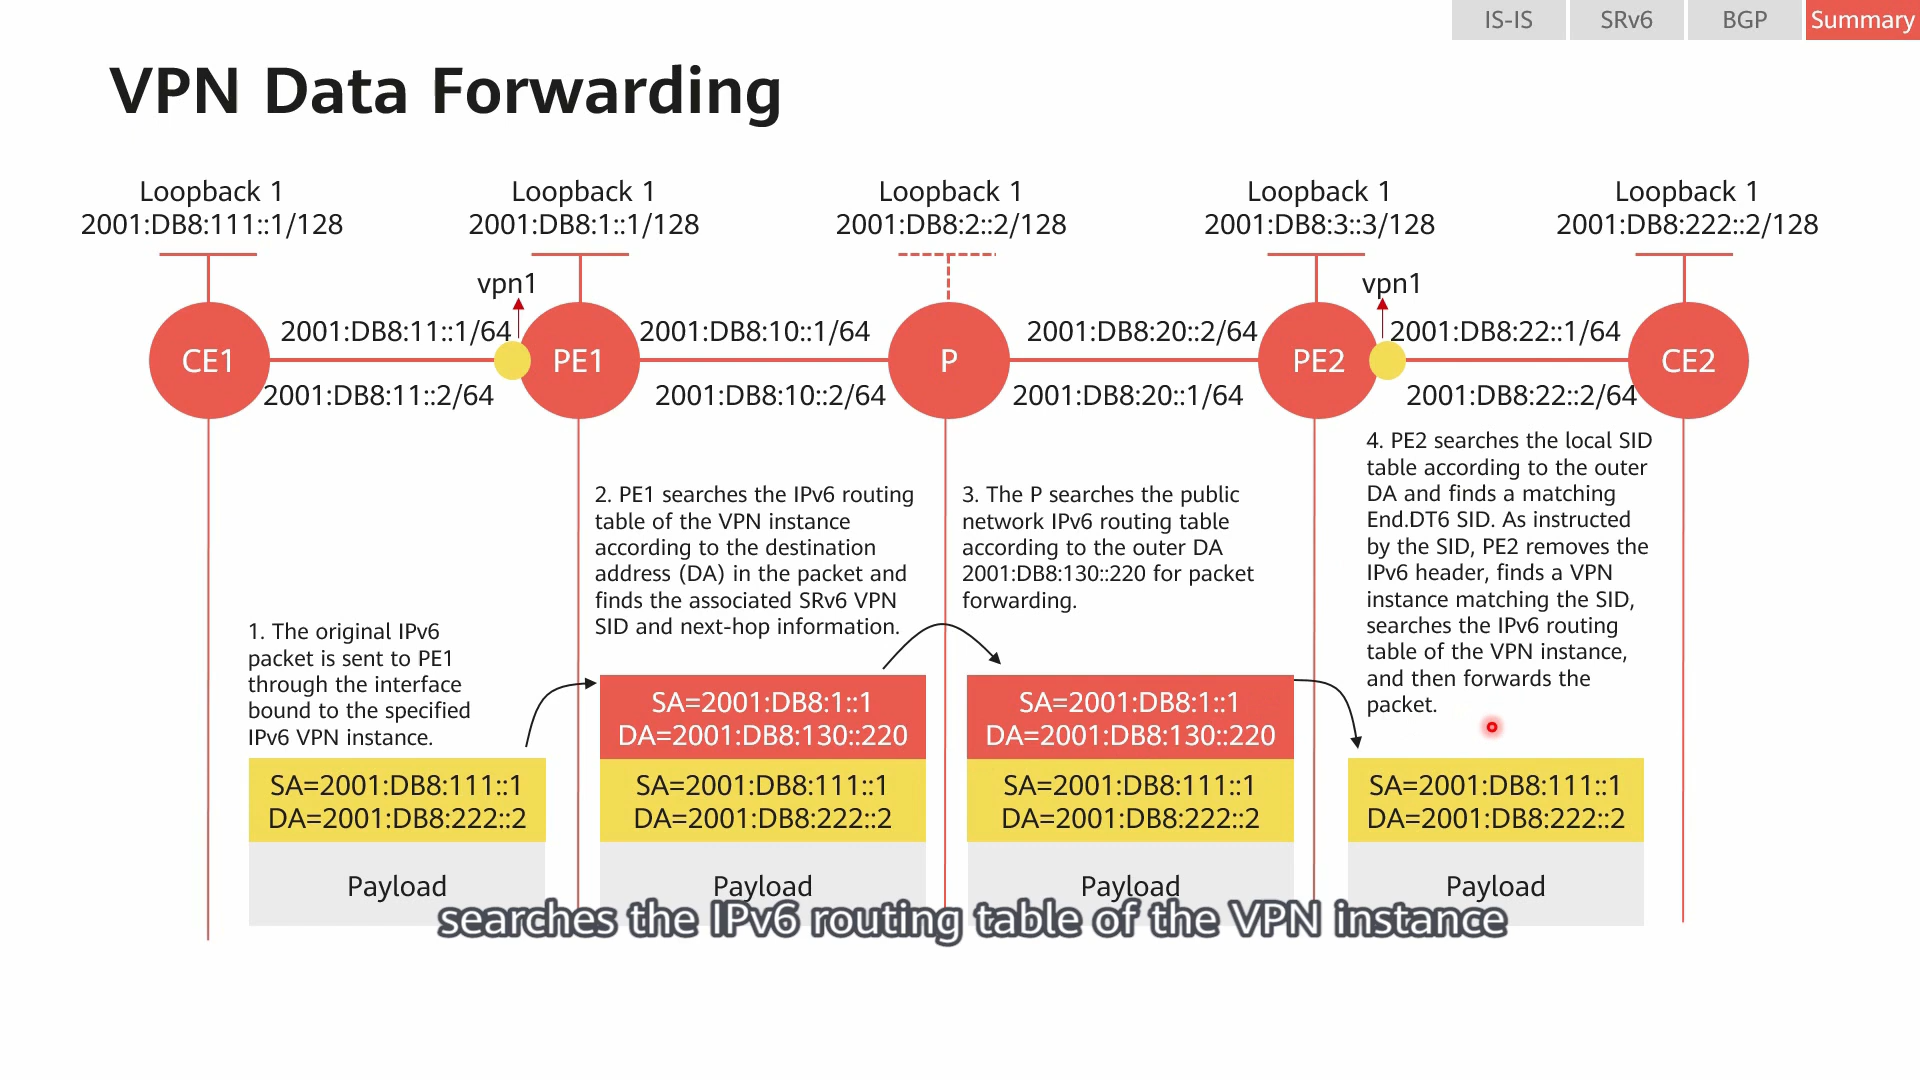 IS-IS
SRv6
BGP
Summary
VPN Data Forwarding
Loopback 1
2001:DB8:111::1/128
Loopback 1
2001:DB8:1::1/128
Loopback 1
2001:DB8:2::2/128
Loopback 1
2001:DB8:3::3/128
Loopback 1
2001:DB8:222::2/128
vpn1
vpn1
2001:DB8:11::1/64
2001:DB8:10::1/64
2001:DB8:20::2/64
2001:DB8:22::1/64
CE1
PE1
P
PE2
CE2
2001:DB8:11::2/64
2001:DB8:10::2/64
2001:DB8:20::1/64
2001:DB8:22::2/64
1. The original IPv6
packet is sent to PE1
through the interface
bound to the specified
IPv6 VPN instance.
2. PE1 searches the IPv6 routing
table of the VPN instance
according to the destination
address (DA) in the packet and
finds the associated SRv6 VPN
SID and next-hop information.
3. The P searches the public
network IPv6 routing table
according to the outer DA
2001:DB8:130::220 for packet
forwarding.
4. PE2 searches the local SID
table according to the outer
DA and finds a matching
End.DT6 SID. As instructed
by the SID, PE2 removes the
IPv6 header, finds a VPN
instance matching the SID,
searches the IPv6 routing
table of the VPN instance,
and then forwards the
packet.
SA=2001:DB8:111::1
DA=2001:DB8:222::2
Payload
SA=2001:DB8:1::1
DA=2001:DB8:130::220
SA=2001:DB8:111::1
DA=2001:DB8:222::2
Payload
SA=2001:DB8:1::1
DA=2001:DB8:130::220
SA=2001:DB8:111::1
DA=2001:DB8:222::2
Payload
SA=2001:DB8:111::1
DA=2001:DB8:222::2
Payload
searches the IPv6 routing table of the VPN instance